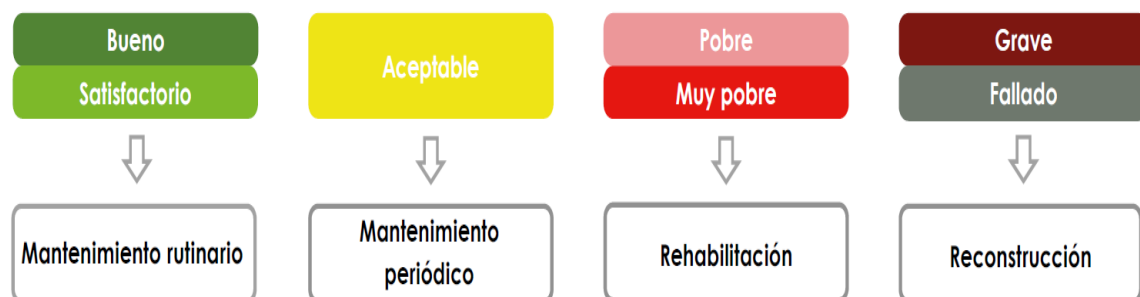 Bueno
Satisfactorio
Mantenimiento rutinario
Aceptable
Mantenimiento
periódico
Pobre
Muy pobre
Rehabilitación
Grave
Fallado
Reconstrucción